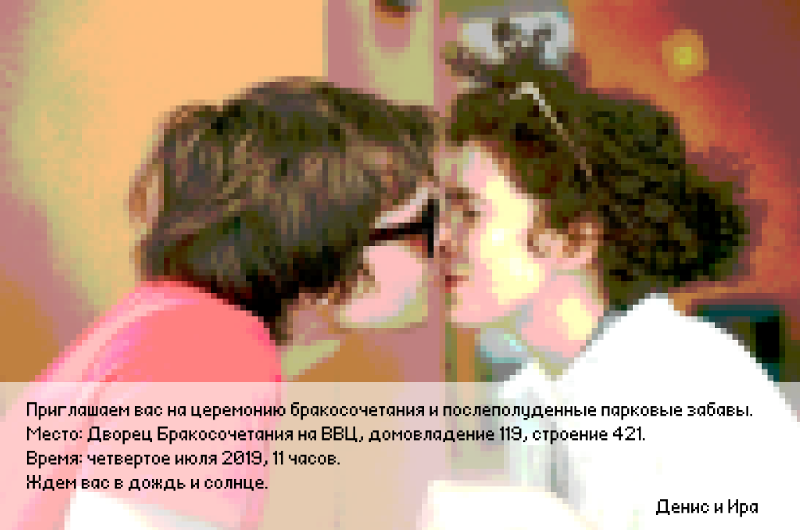 Приглашаем вас на церемонию бракосочетания и послеполуденные парковые забавы.
Место: Дворец Бракосочетания на ВВЦ, домовладение 119, строение 421.
Время: четвертое июля 2019, 11 часов.
Ждем вас в дождь и солнце.
Денис и Ира